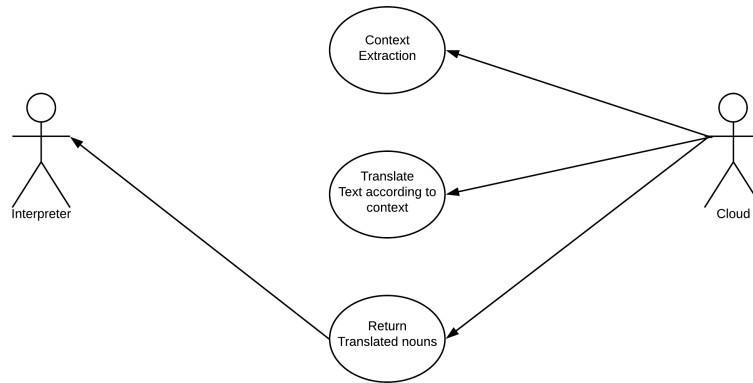 Context
Extraction
Interpreter
Translate
Text according to
context
Cloud
Return
Translated nouns